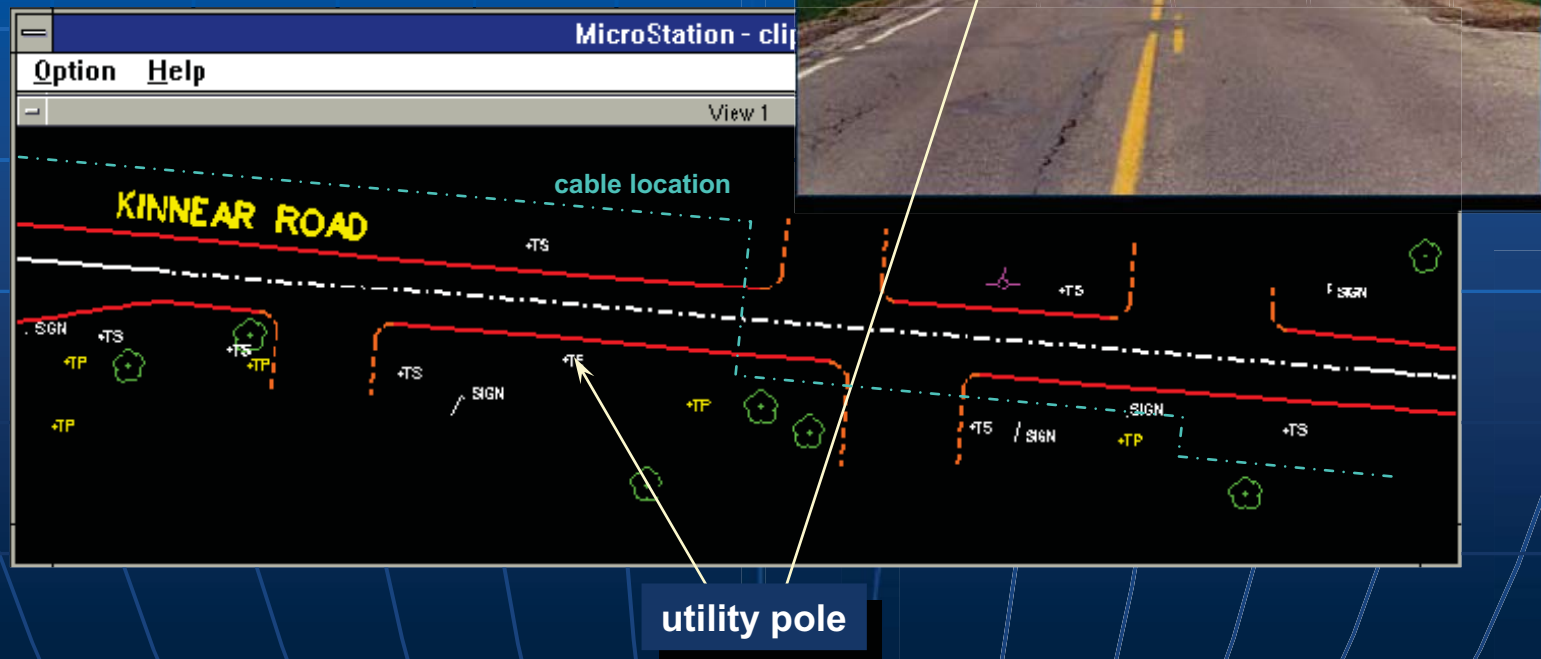 MicroStation - clip
Option Help
View 1
cable location
KINNEAR ROAD
+TS
+TS
SIGN
SGN
+TS
+TS
+TP
+TP
+TS
SIGN
+TP
SIGN
+TS
SIGN
+TP
+TS
+TP
utility pole